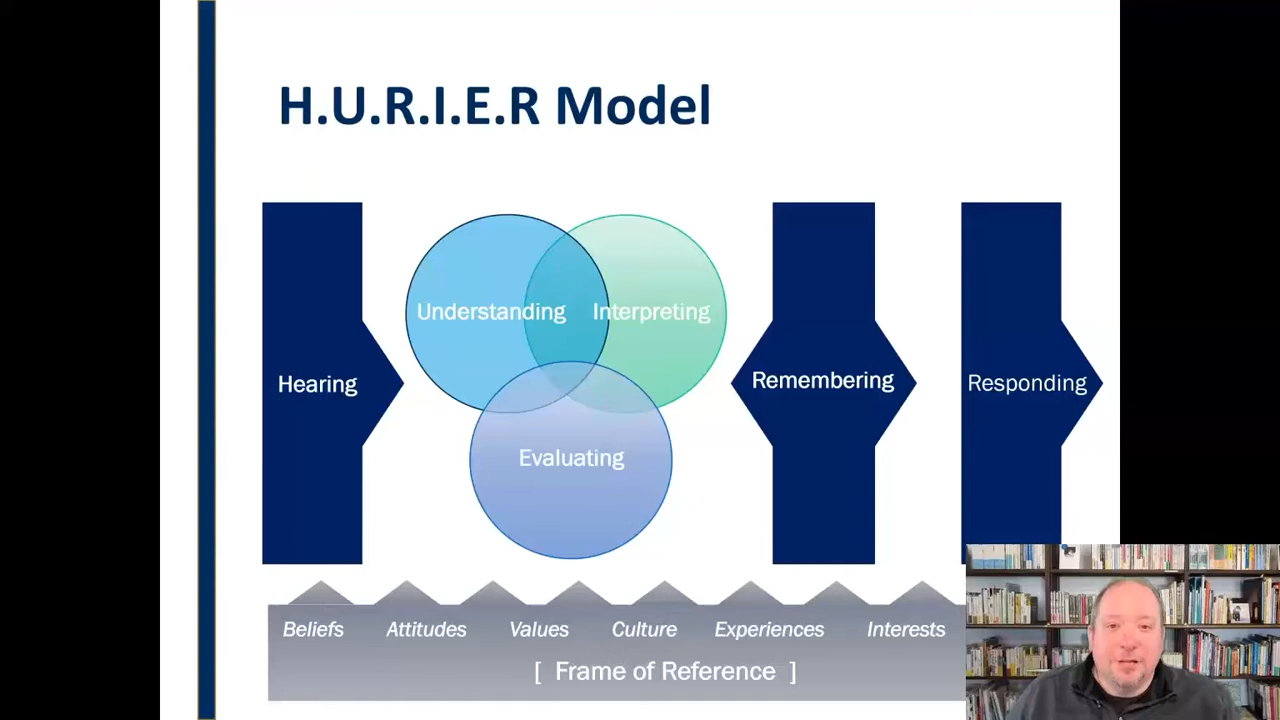 H.U.R.I.E.R Model
Understanding
Interpreting
Hearing
Remembering
Responding
Evaluating
Beliefs Attitudes Values Culture Experiences Interests
[ Frame of Reference ]